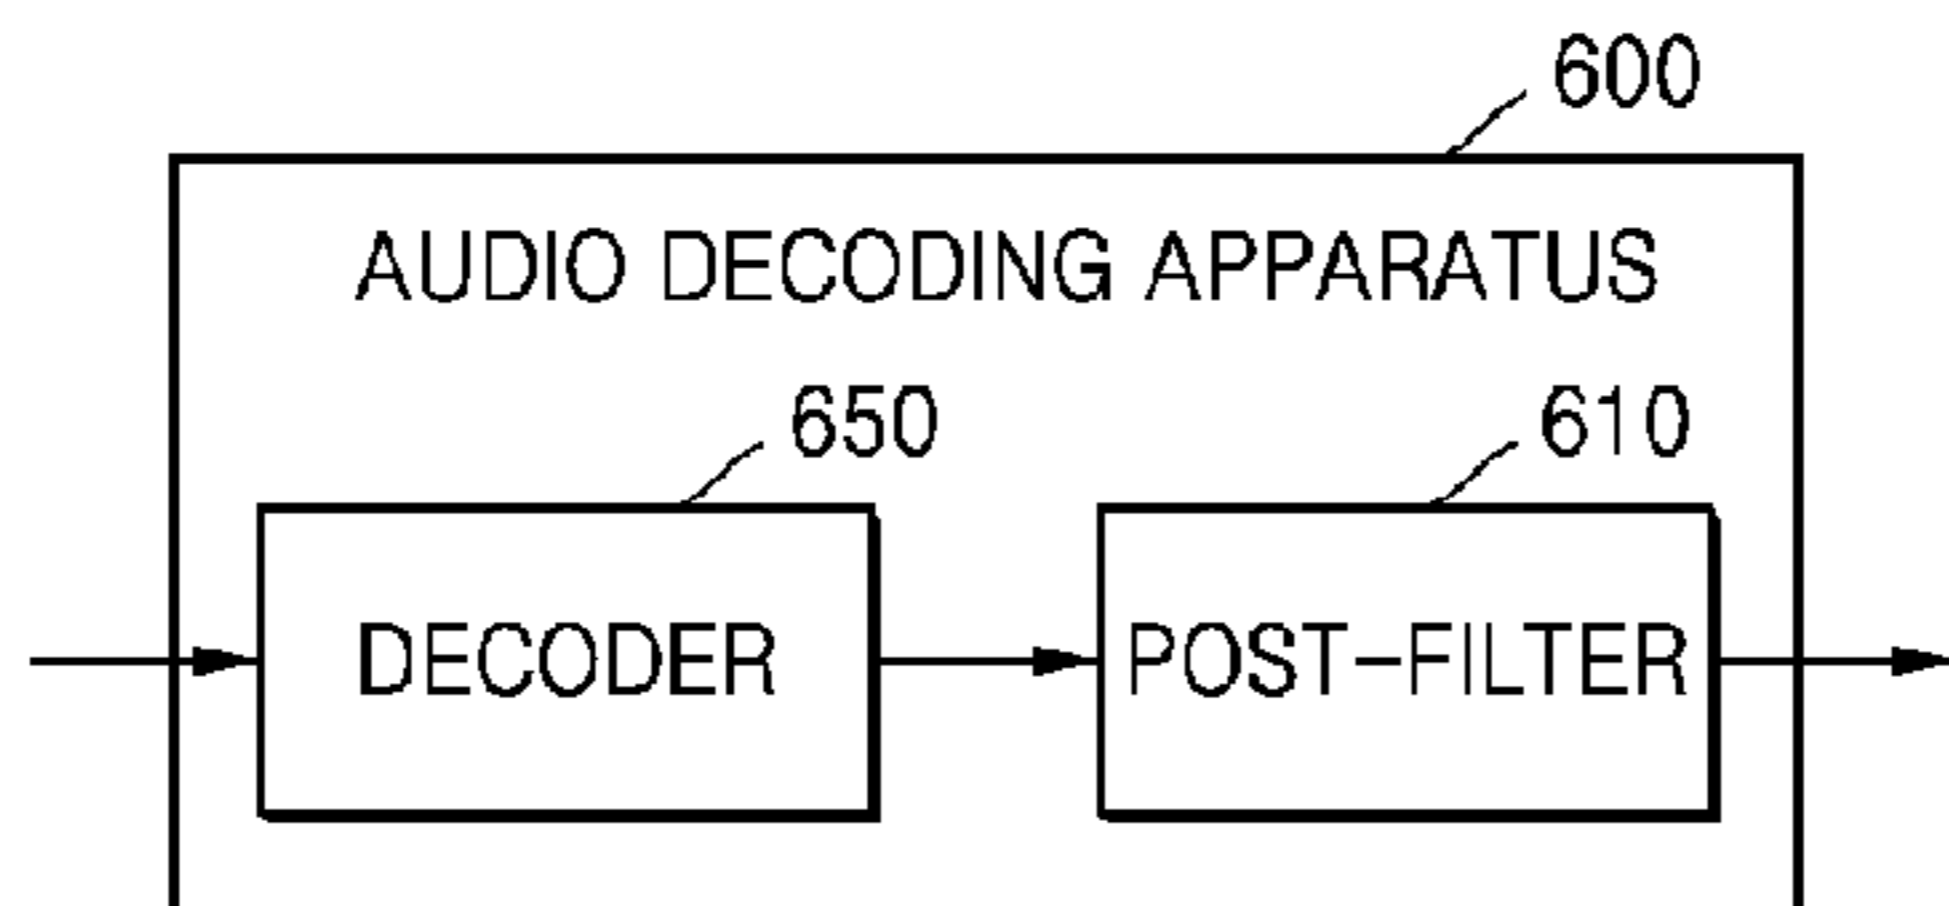 600
AUDIO DECODING APPARATUS
650
610
DECODER
POST-FILTER